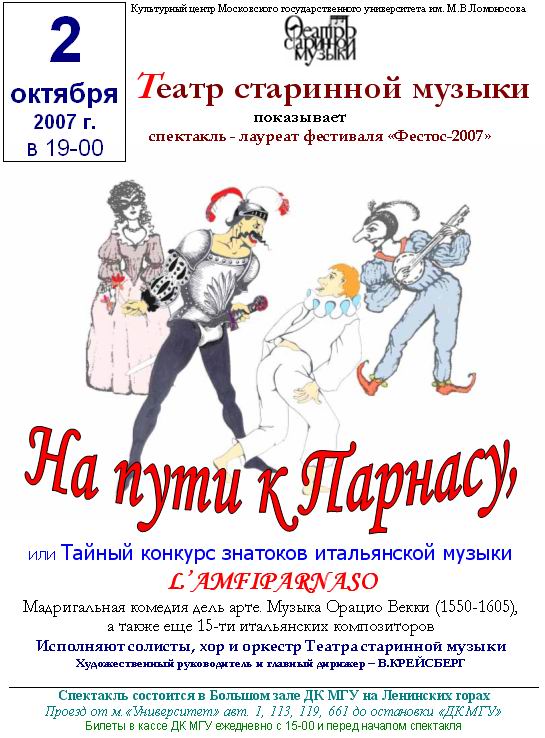 Культурный центр Московского государственного университета им. М.В.Ломоносова
2
октября
2007 г.
в 19-00
Θеатръ
старинной
музыки
Театр старинной музыки
показывает
спектакль - лауреат фестиваля «Фестос-2007»
На пути к Парнасу,
или Тайный конкурс знатоков итальянской музыки
L'AMFIPARNASO
Мадригальная комедия дель арте. Музыка Орацио Векки (1550-1605),
а также еще 15-ти итальянских композиторов
Исполняют солисты, хор и оркестр Театра старинной музыки
Художественный руководитель и главный дирижер – В.КРЕЙСБЕРГ
Спектакль состоится в Большом зале ДК МГУ на Ленинских горах
Проезд от м.«Университет» авт. 1, 113, 119, 661 до остановки «ДК МГУ»
Билеты в кассе ДК МГУ ежедневно с 15-00 и перед началом спектакля